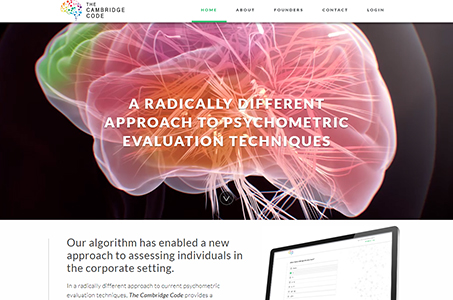 THE
CAMBRIDGE
CODE
HOME ABOUT FOUNDERS CONTACT LOGIN
A RADICALLY DIFFERENT
APPROACH TO PSYCHOMETRIC
EVALUATION TECHNIQUES
Our algorithm has enabled a new
approach to assessing individuals in
the corporate setting.
In a radically different approach to current psychometric
evaluation techniques, The Cambridge Code provides a